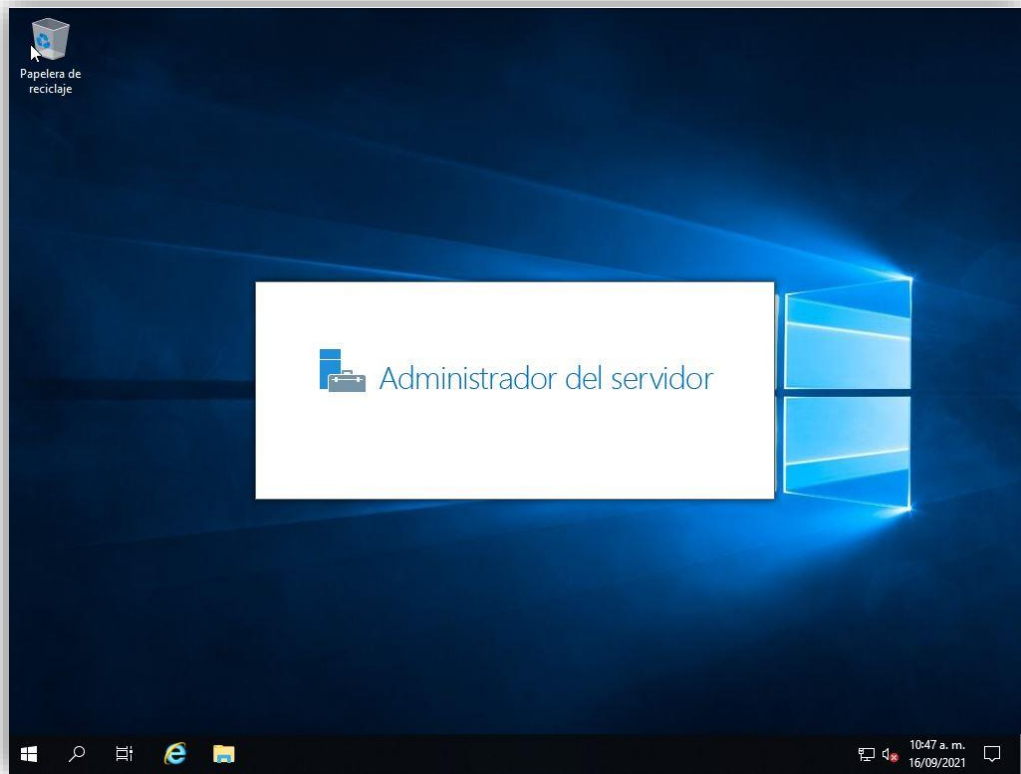 Papelera de
reciclaje
Administrador del servidor
10:47 a. m.
16/09/2021